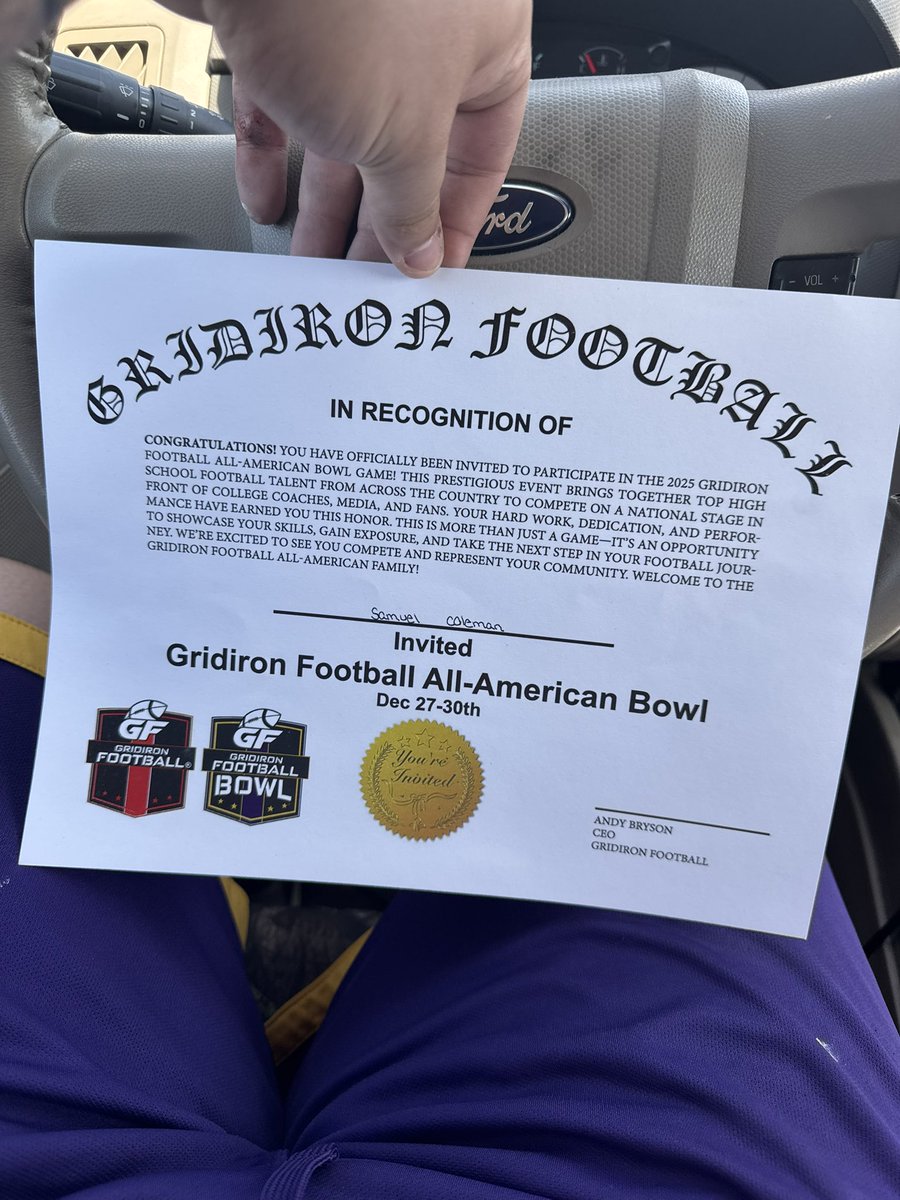 rd
- VOL +
GRIDIRON FOOTBALL
IN RECOGNITION OF
CONGRATULATIONS! YOU HAVE OFFICIALLY BEEN INVITED TO PARTICIPATE IN THE 2025 GRIDIRON
FOOTBALL ALL-AMERICAN BOWL GAME! THIS PRESTIGIOUS EVENT BRINGS TOGETHER TOP HIGH
SCHOOL FOOTBALL TALENT FROM ACROSS THE COUNTRY TO COMPETE ON A NATIONAL STAGE IN
FRONT OF COLLEGE COACHES, MEDIA, AND FANS. YOUR HARD WORK, DEDICATION, AND PERFOR-
MANCE HAVE EARNED YOU THIS HONOR. THIS IS MORE THAN JUST A GAME—IT'S AN OPPORTUNITY
TO SHOWCASE YOUR SKILLS, GAIN EXPOSURE, AND TAKE THE NEXT STEP IN YOUR FOOTBALL JOUR-
NEY. WE'RE EXCITED TO SEE YOU COMPETE AND REPRESENT YOUR COMMUNITY. WELCOME TO THE
GRIDIRON FOOTBALL ALL-AMERICAN FAMILY!
Samuel Coleman
Invited
Gridiron Football All-American Bowl
Dec 27-30th
GF
GRIDIRON
FOOTBALL®
GF
GRIDIRON
FOOTBALL
BOWL
You're
Invited
ANDY BRYSON
CEO
GRIDIRON FOOTBALL